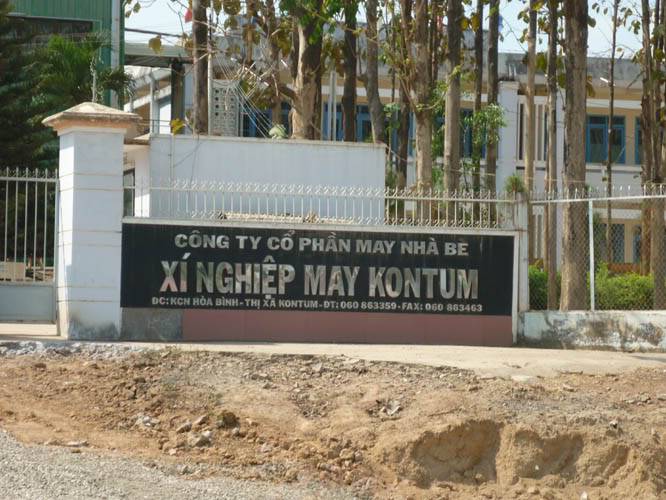 CÔNG TY CỔ PHẦN MAY NHÀ BE
XÍ NGHIỆP MAY KONTUM
ĐC: KCN HÒA BÌNH - THỊ XÃ KONTUM - ĐT: 060 863359 - FAX: 060 863463